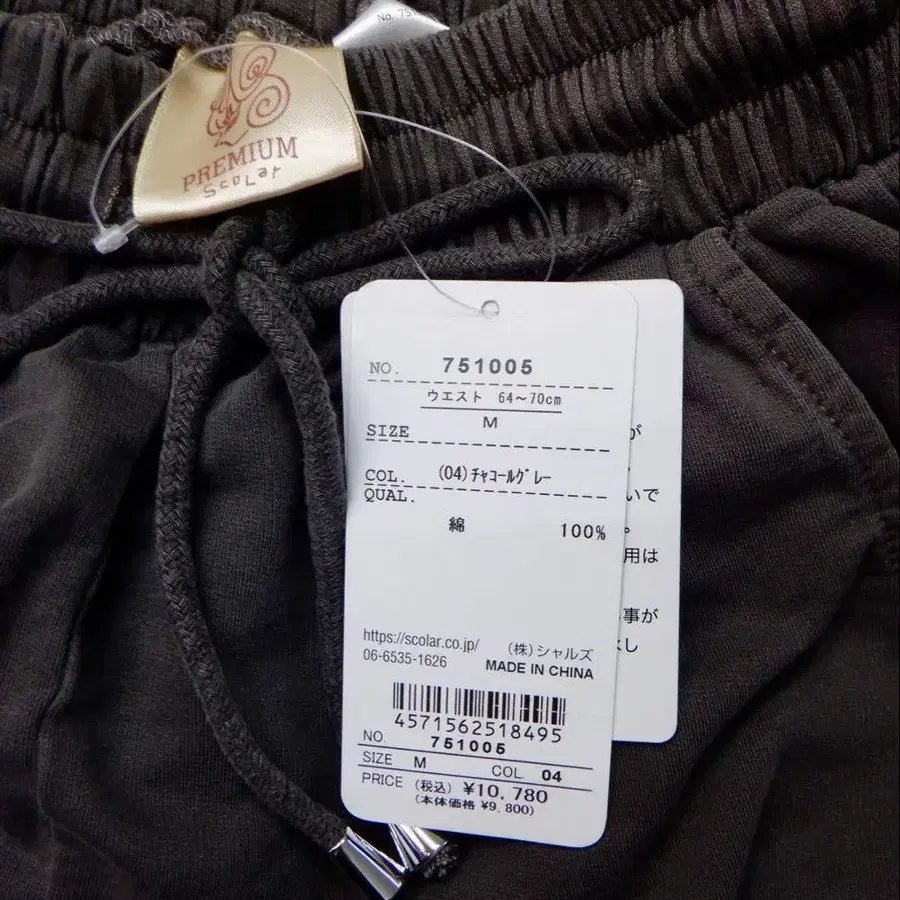 No. 751
PREMIUM
ScoLar
NO. 751005
ウエスト 64～70cm
SIZE M
COL. (04)チャコールグレー
QUAL.
綿 100%
https://scolar.co.jp/
06-6535-1626
(株)シャルズ
MADE IN CHINA
4571562518495
NO. 751005
SIZE M COL. 04
PRICE (税込) ¥10,780
(本体価格 ¥9,800)
が
いで
。
用は
事が
し